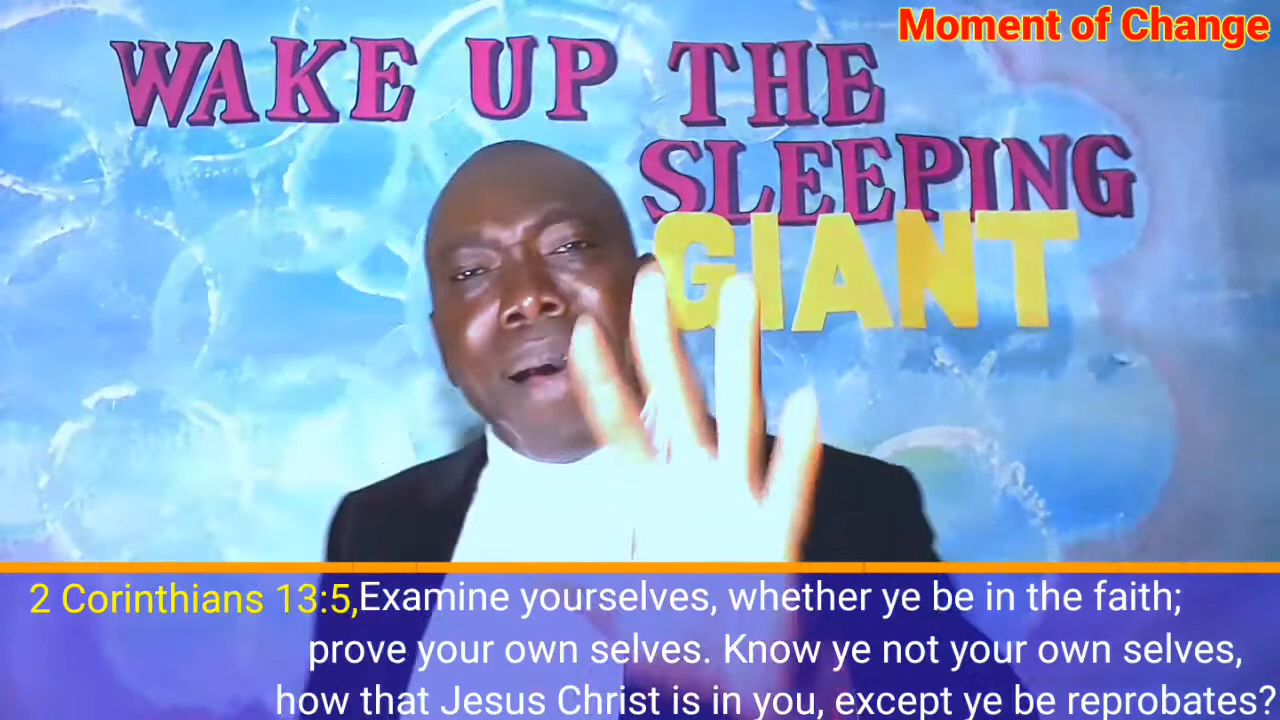 Moment of Change
WAKE UP THE
SLEEPING
GIANT
2 Corinthians 13:5,Examine yourselves, whether ye be in the faith;
prove your own selves. Know ye not your own selves,
how that Jesus Christ is in you, except ye be reprobates?